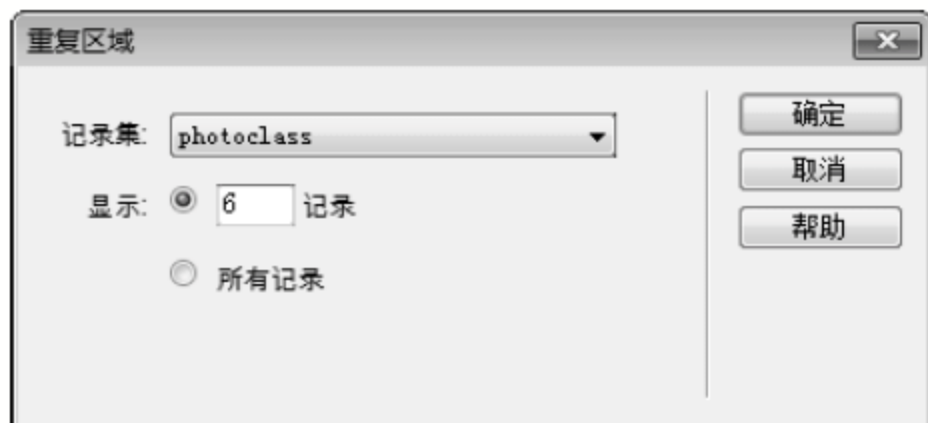 重复区域
记录集: photoclass
确定
取消
显示: 6 记录
帮助
所有记录